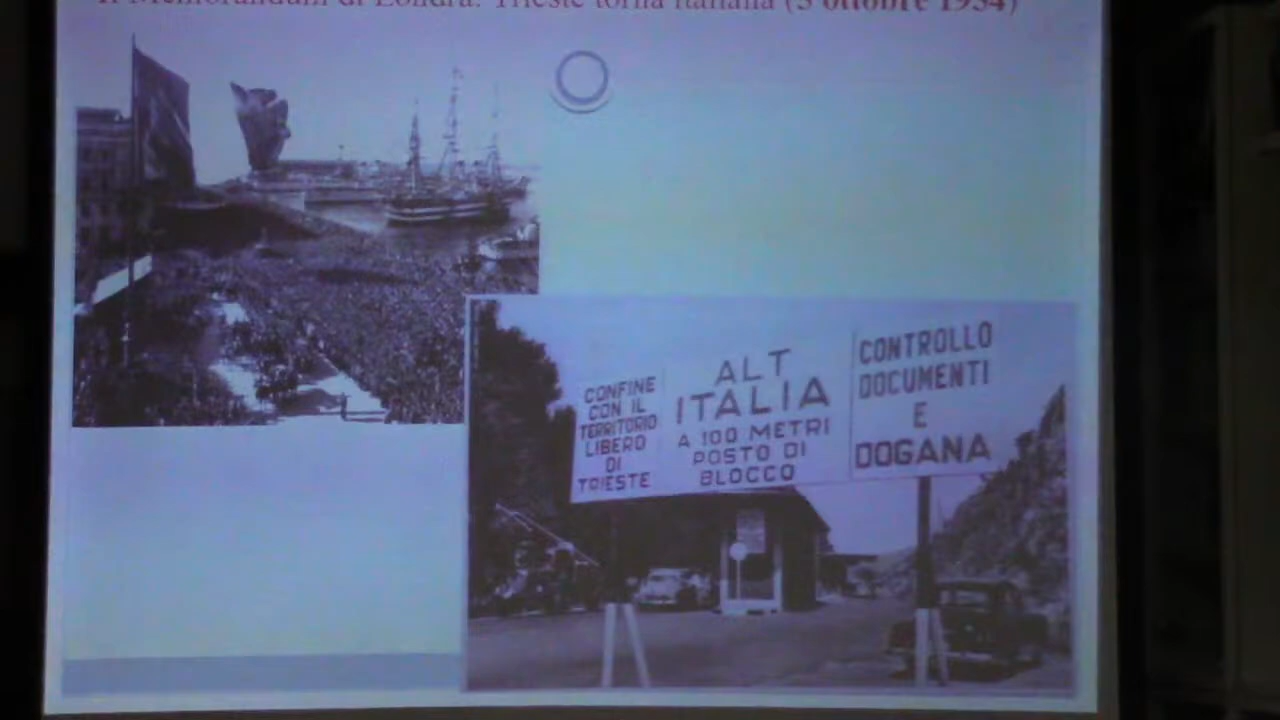 Il Memorandum di Londra. Trieste torna italiana (5 ottobre 1954)
CONFINE
CON IL
TERRITORIO
LIBERO
DI
TRIESTE
ALT
ITALIA
A 100 METRI
POSTO DI
BLOCCO
CONTROLLO
DOCUMENTI
E
DOGANA